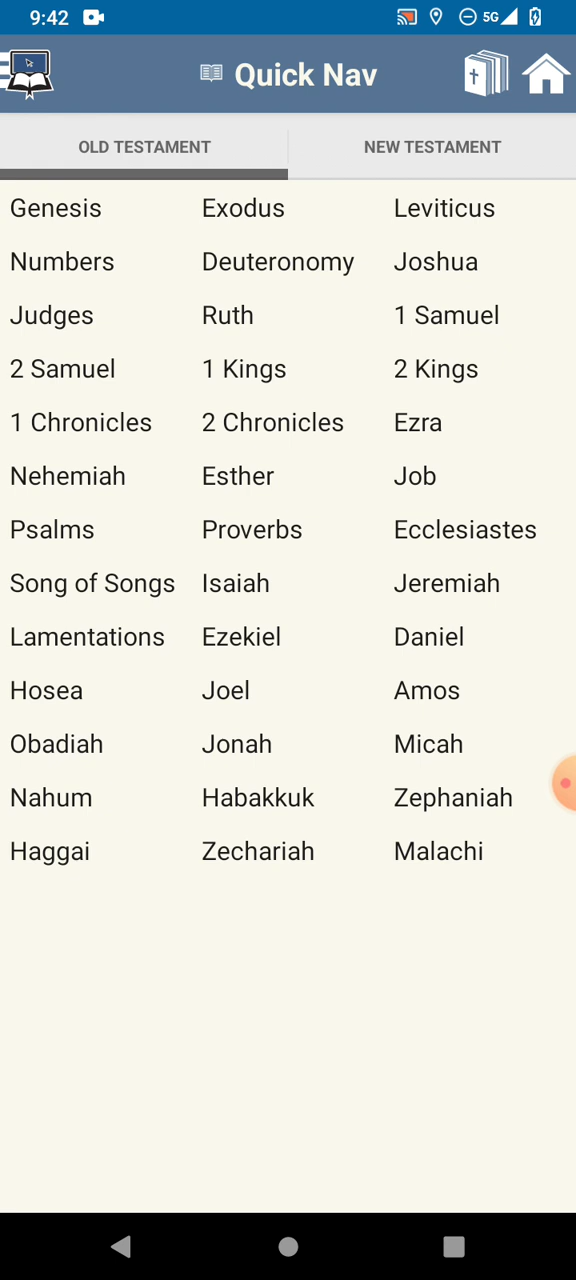 9:42 5G
Quick Nav
OLD TESTAMENT NEW TESTAMENT
Genesis Exodus Leviticus
Numbers Deuteronomy Joshua
Judges Ruth 1 Samuel
2 Samuel 1 Kings 2 Kings
1 Chronicles 2 Chronicles Ezra
Nehemiah Esther Job
Psalms Proverbs Ecclesiastes
Song of Songs Isaiah Jeremiah
Lamentations Ezekiel Daniel
Hosea Joel Amos
Obadiah Jonah Micah
Nahum Habakkuk Zephaniah
Haggai Zechariah Malachi